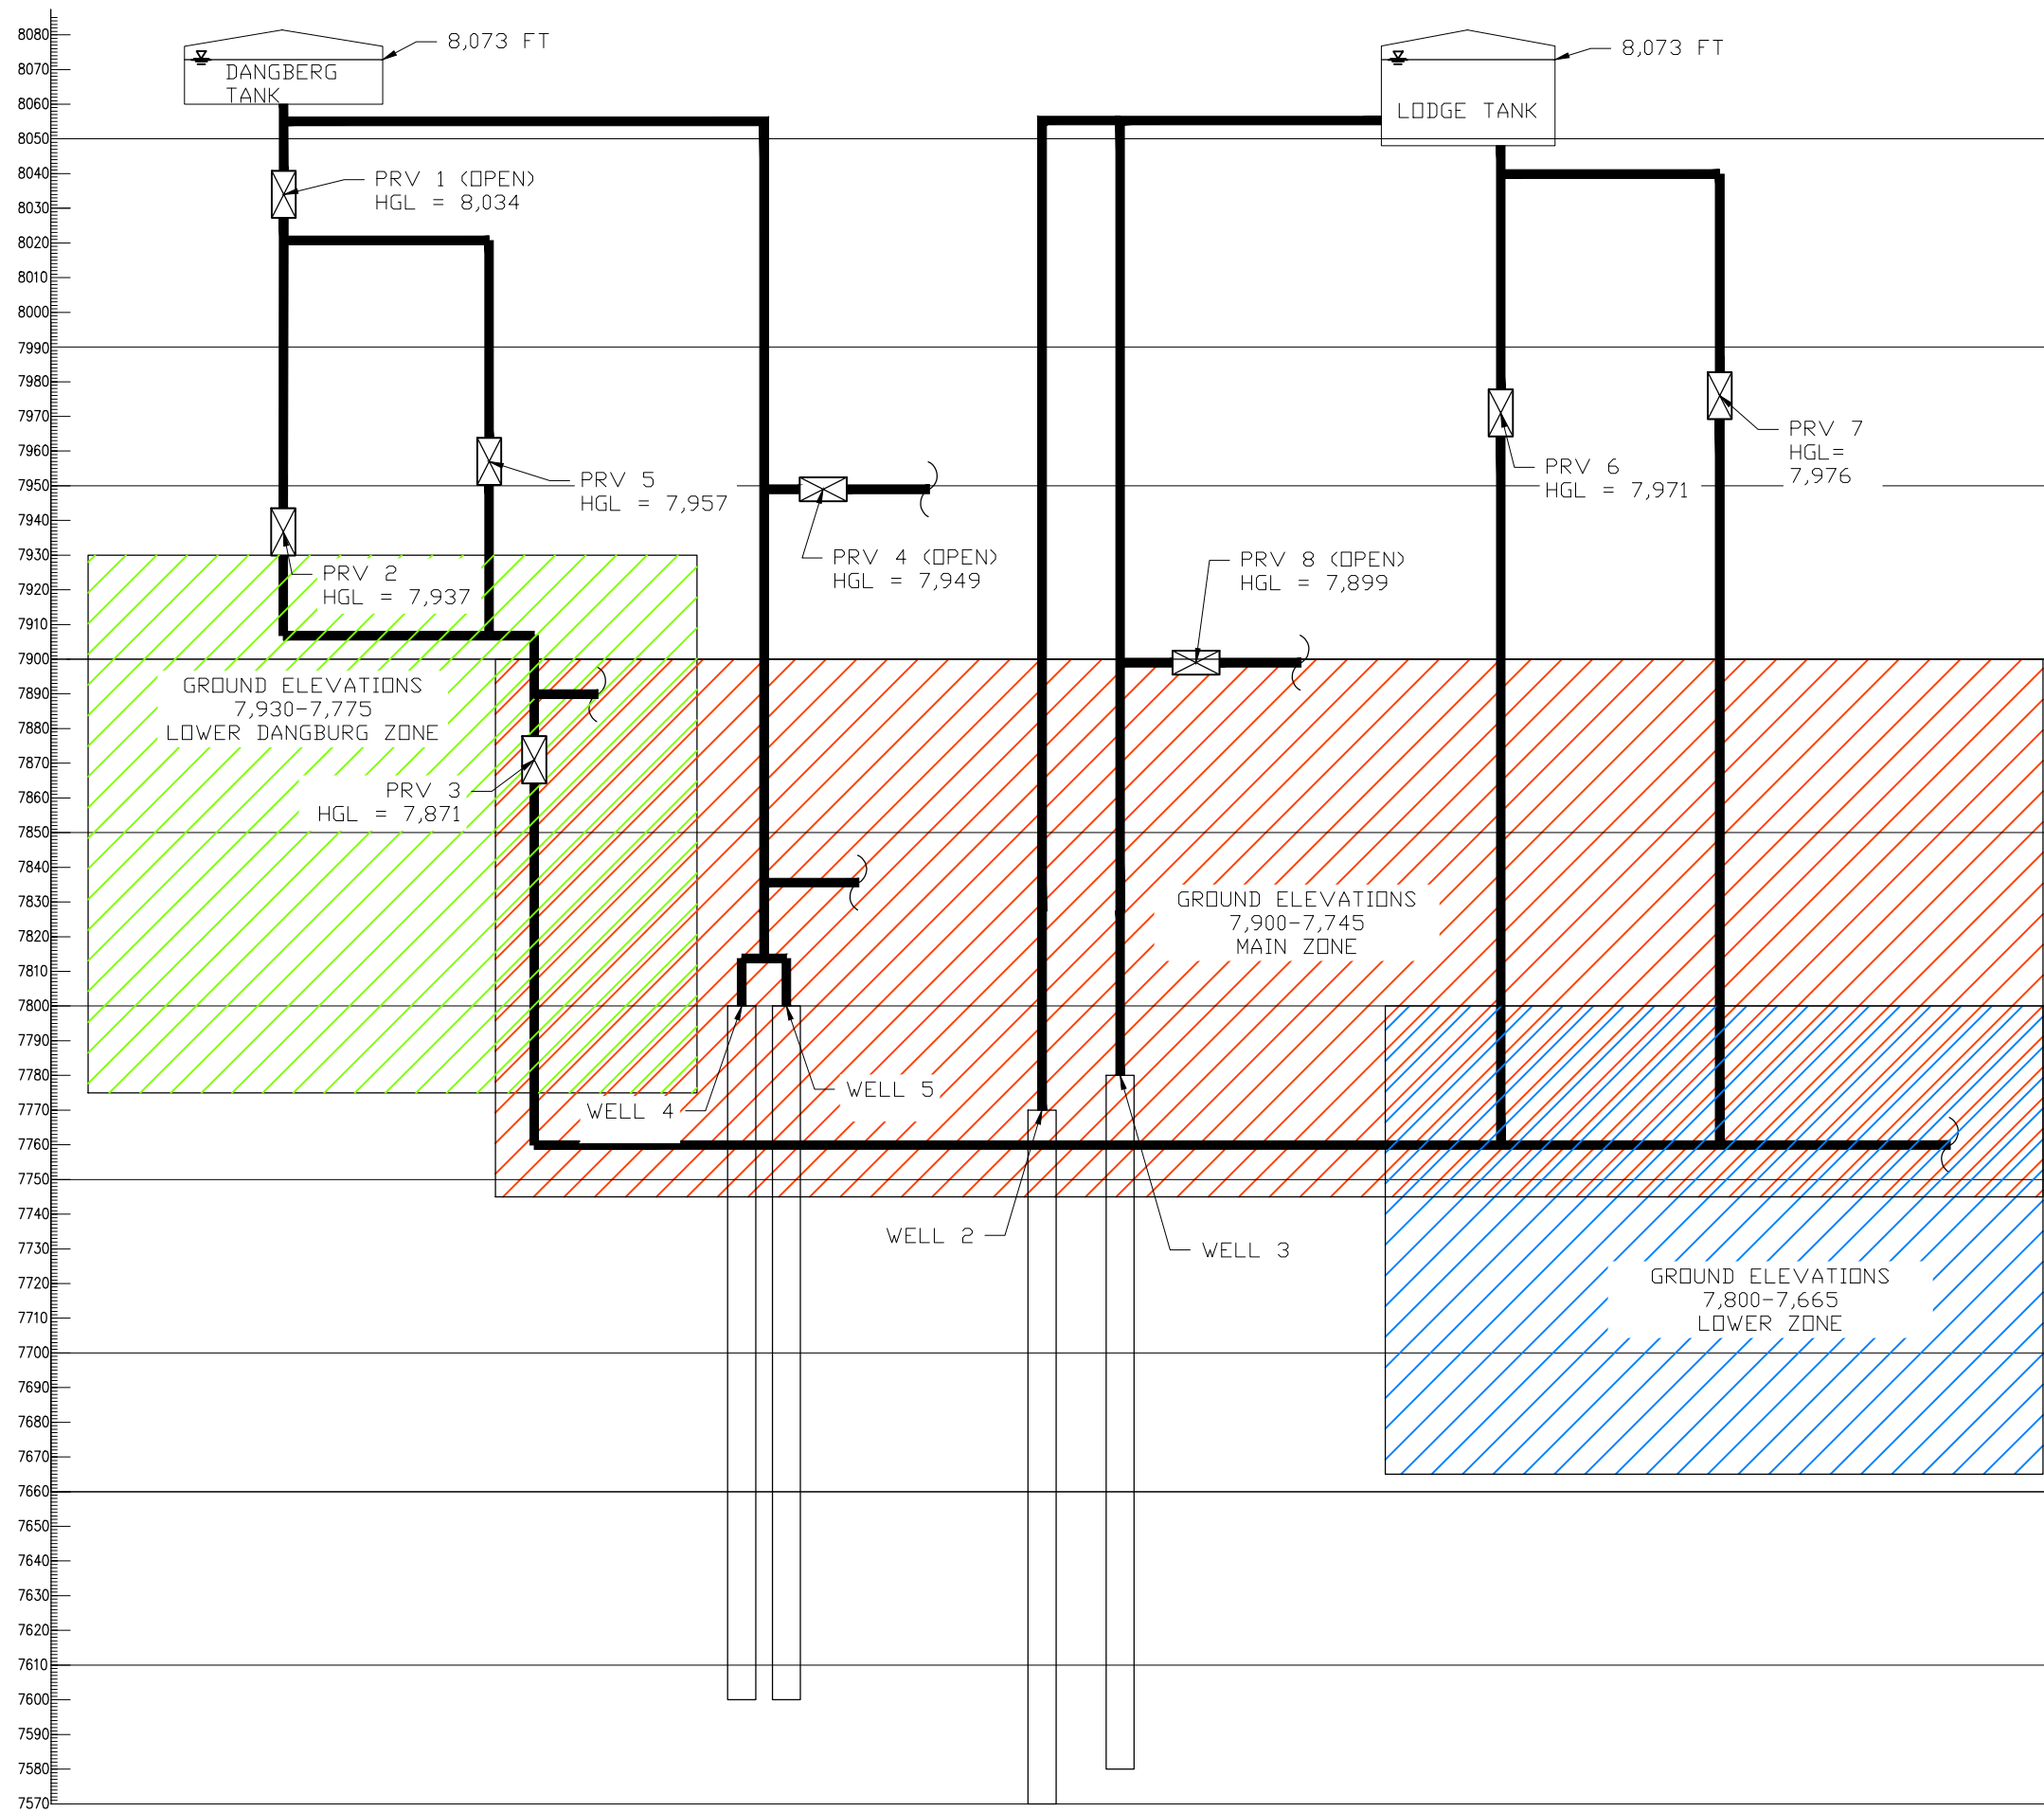 8080
8070
8060
8050
8040
8030
8020
8010
8000
7990
7980
7970
7960
7950
7940
7930
7920
7910
7900
7890
7880
7870
7860
7850
7840
7830
7820
7810
7800
7790
7780
7770
7760
7750
7740
7730
7720
7710
7700
7690
7680
7670
7660
7650
7640
7630
7620
7610
7600
7590
7580
7570
8,073 FT
DANGBERG
TANK
8,073 FT
LODGE TANK
PRV 1 (OPEN)
HGL = 8,034
PRV 5
HGL = 7,957
PRV 7
HGL=
7,976
PRV 6
HGL = 7,971
PRV 4 (OPEN)
HGL = 7,949
PRV 8 (OPEN)
HGL = 7,899
PRV 2
HGL = 7,937
GROUND ELEVATIONS
7,930-7,775
LOWER DANGBURG ZONE
PRV 3
HGL = 7,871
GROUND ELEVATIONS
7,900-7,745
MAIN ZONE
WELL 5
WELL 4
WELL 2
WELL 3
GROUND ELEVATIONS
7,800-7,665
LOWER ZONE